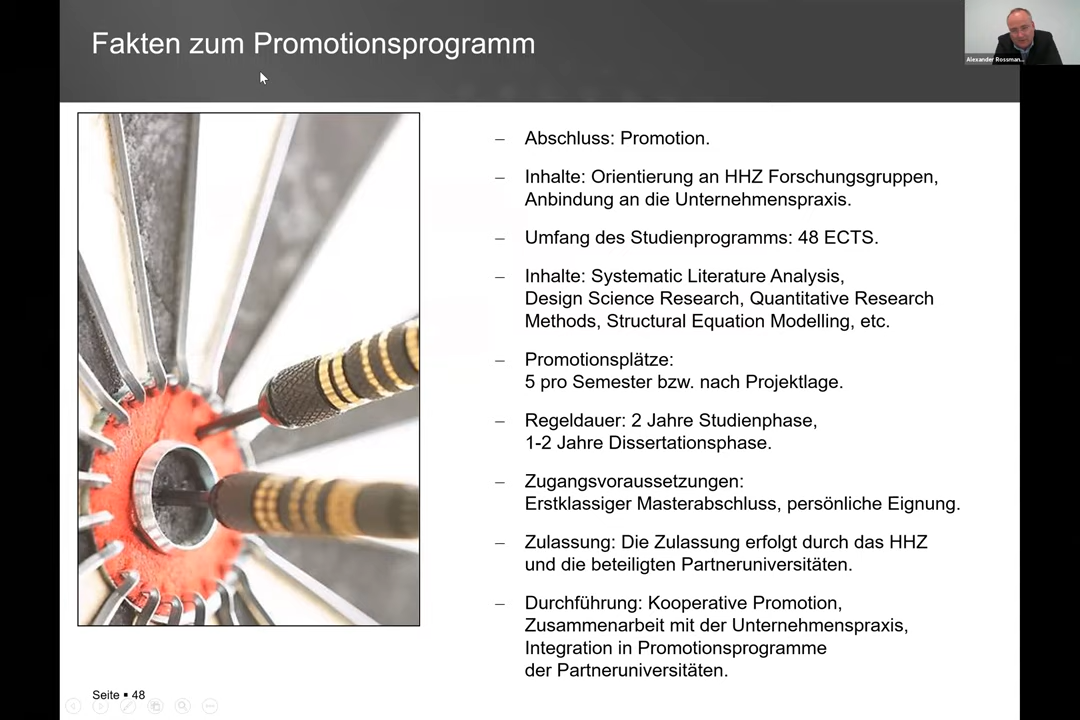 Fakten zum Promotionsprogramm
Alexander Rossman...
– Abschluss: Promotion.
– Inhalte: Orientierung an HHZ Forschungsgruppen,
Anbindung an die Unternehmenspraxis.
– Umfang des Studienprogramms: 48 ECTS.
– Inhalte: Systematic Literature Analysis,
Design Science Research, Quantitative Research
Methods, Structural Equation Modelling, etc.
– Promotionsplätze:
5 pro Semester bzw. nach Projektlage.
– Regeldauer: 2 Jahre Studienphase,
1-2 Jahre Dissertationsphase.
– Zugangsvoraussetzungen:
Erstklassiger Masterabschluss, persönliche Eignung.
– Zulassung: Die Zulassung erfolgt durch das HHZ
und die beteiligten Partneruniversitäten.
– Durchführung: Kooperative Promotion,
Zusammenarbeit mit der Unternehmenspraxis,
Integration in Promotionsprogramme
der Partneruniversitäten.
Seite ▪ 48